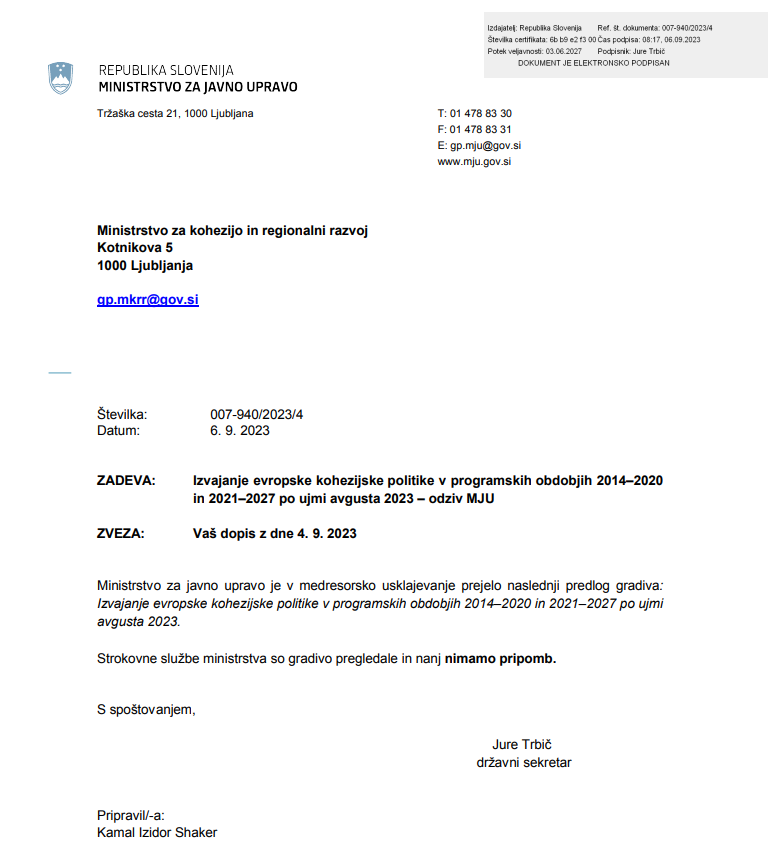 Izdajatelj: Republika Slovenija Ref. št. dokumenta: 007-940/2023/4
Številka certifikata: 6b b9 e2 f3 00 Čas podpisa: 08:17, 06.09.2023
Potek veljavnosti: 03.06.2027 Podpisnik: Jure Trbič
DOKUMENT JE ELEKTRONSKO PODPISAN
REPUBLIKA SLOVENIJA
MINISTRSTVO ZA JAVNO UPRAVO
Tržaška cesta 21, 1000 Ljubljana
T: 01 478 83 30
F: 01 478 83 31
E: gp.mju@gov.si
www.mju.gov.si
Ministrstvo za kohezijo in regionalni razvoj
Kotnikova 5
1000 Ljubljanja
gp.mkrr@gov.si
Številka: 007-940/2023/4
Datum: 6. 9. 2023
ZADEVA: Izvajanje evropske kohezijske politike v programskih obdobjih 2014–2020
in 2021–2027 po ujmi avgusta 2023 – odziv MJU
ZVEZA: Vaš dopis z dne 4. 9. 2023
Ministrstvo za javno upravo je v medresorsko usklajevanje prejelo naslednji predlog gradiva:
Izvajanje evropske kohezijske politike v programskih obdobjih 2014–2020 in 2021–2027 po ujmi
avgusta 2023.
Strokovne službe ministrstva so gradivo pregledale in nanj nimamo pripomb.
S spoštovanjem,
Jure Trbič
državni sekretar
Pripravil/-a:
Kamal Izidor Shaker